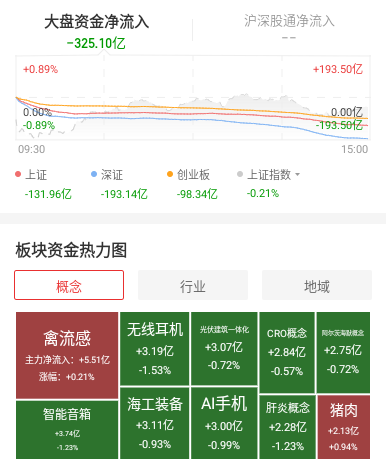 大盘资金净流入
沪深股通净流入
-325.10亿
--
+0.89%
+193.50亿
0.00%
0.00亿
-0.89%
-193.50亿
09:30
15:00
上证
深证
创业板
上证指数
-131.96亿
-193.14亿
-98.34亿
-0.21%
板块资金热力图
概念
行业
地域
禽流感
主力净流入：+5.51亿
涨幅：+0.21%
智能音箱
+3.74亿
-1.23%
无线耳机
+3.19亿
-1.53%
海工装备
+3.11亿
-0.93%
光伏建筑一体化
+3.07亿
-0.72%
AI手机
+3.00亿
-0.99%
CRO概念
+2.84亿
-0.57%
肝炎概念
+2.28亿
-1.23%
阿尔茨海默概念
+2.75亿
-0.72%
猪肉
+2.13亿
+0.94%